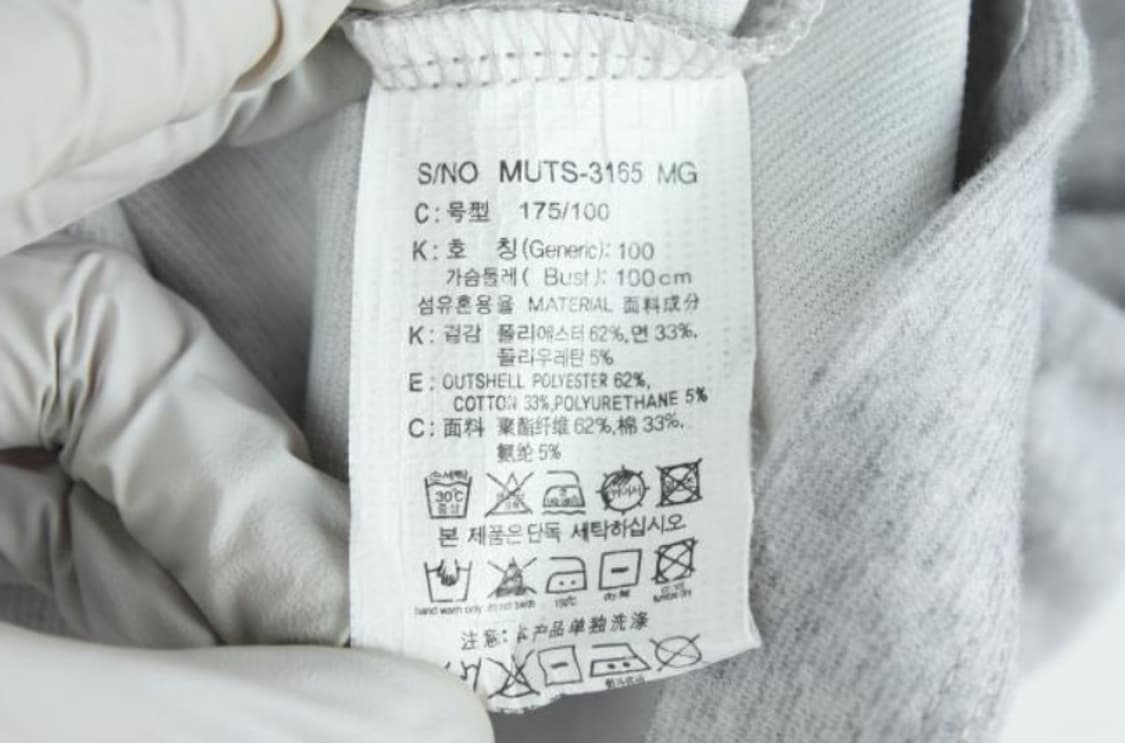 S/NO MUTS-3165 MG
C: 号型 175/100
K: 호 칭(Generic): 100
가슴둘레( Bust): 100cm
섬유혼용율 MATERIAL 面料成分
K: 겉감 폴리에스터 62%, 면 33%,
폴리우레탄 5%
E: OUTSHELL POLYESTER 62%,
COTTON 33%,POLYURETHANE 5%
C: 面料 聚酯纤维 62%,棉 33%,
氨纶 5%
손세탁
30℃
중성
본 제품은 단독 세탁하십시오
hand warm only do not 150℃
注意: 产品单独洗涤